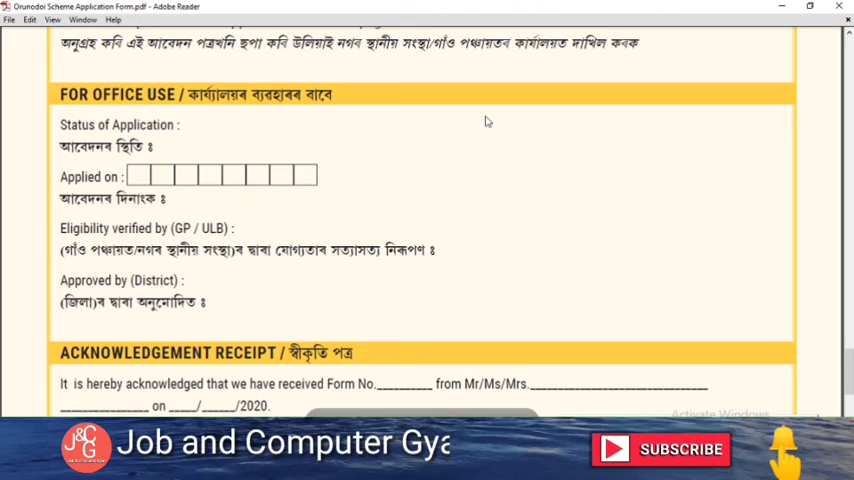 Orunodoi Scheme Application Form.pdf - Adobe Reader
File Edit View Window Help
অনুগ্ৰহ কৰি এই আবেদন পত্ৰখনি ছপা কৰি উলিয়াই নগৰ স্থানীয় সংস্থা/গাঁও পঞ্চায়তৰ কাৰ্যালয়ত দাখিল কৰক
FOR OFFICE USE / কাৰ্য্যালয়ৰ ব্যৱহাৰৰ বাবে
Status of Application :
আবেদনৰ স্থিতি ঃ
Applied on :
আবেদনৰ দিনাংক ঃ
Eligibility verified by (GP / ULB) :
(গাঁও পঞ্চায়ত/নগৰ স্থানীয় সংস্থা)ৰ দ্বাৰা যোগ্যতাৰ সত্যাসত্য নিৰূপণ ঃ
Approved by (District) :
(জিলা)ৰ দ্বাৰা অনুমোদিত ঃ
ACKNOWLEDGEMENT RECEIPT / স্বীকৃতি পত্ৰ
It is hereby acknowledged that we have received Form No.__________ from Mr/Ms/Mrs.________________________________
________________ on _____/______/2020.
Activate Windows
J&C
G
Job and Computer Gya
SUBSCRIBE